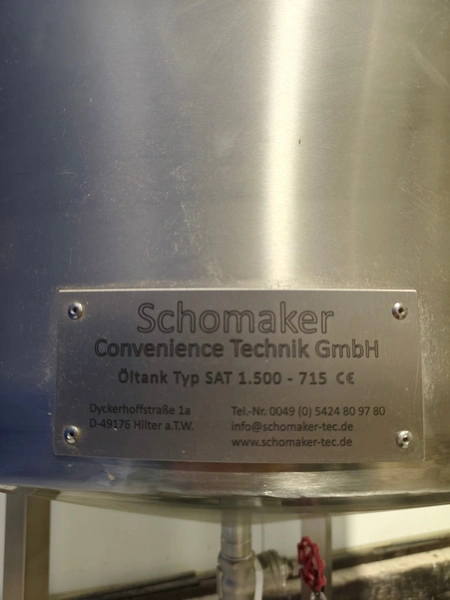 Schomaker
Convenience Technik GmbH
Öltank Typ SAT 1.500 - 715 CE
Dyckerhoffstraße 1a
D-49176 Hilter a.T.W.
Tel.-Nr. 0049 (0) 5424 80 97 80
info@schomaker-tec.de
www.schomaker-tec.de